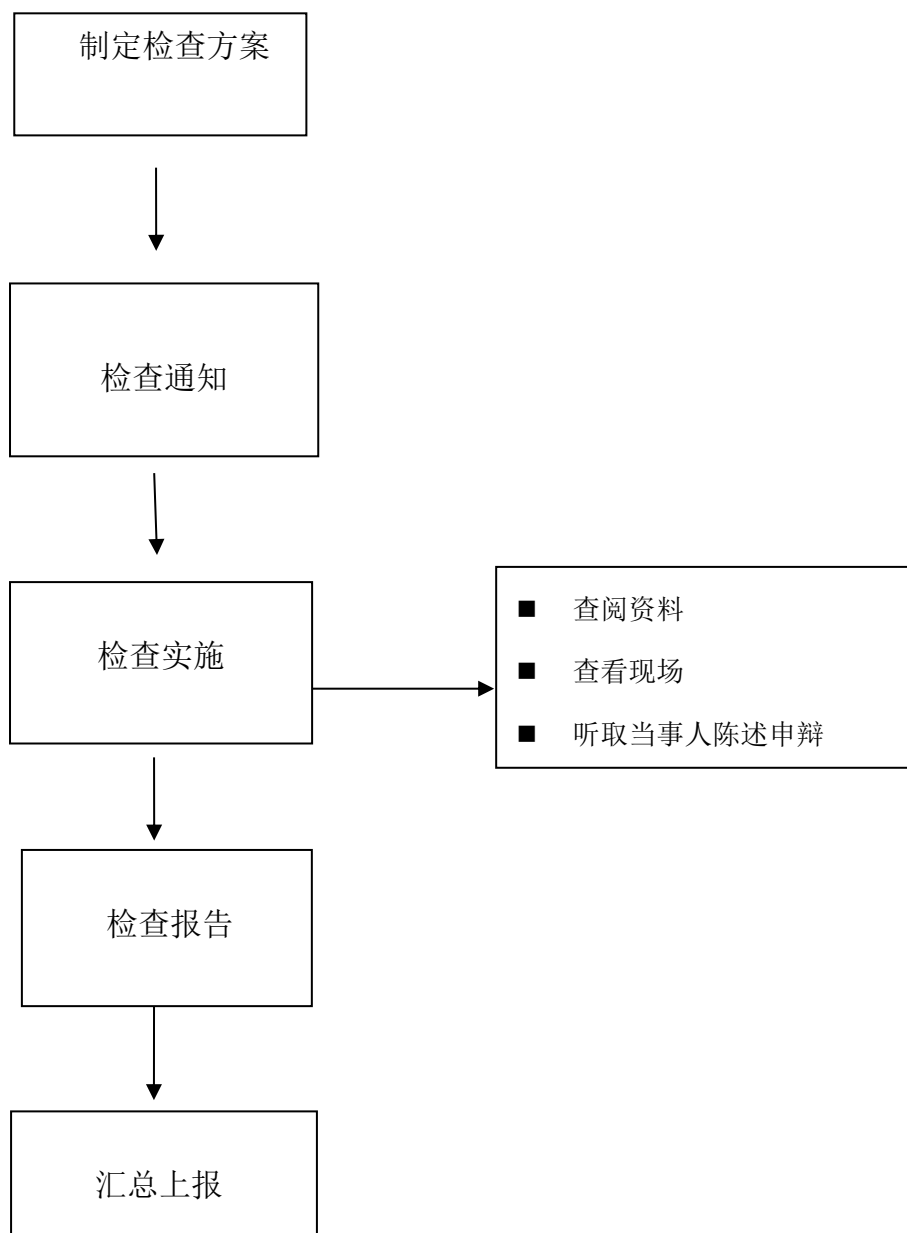 制定检查方案
检查通知
检查实施
■ 查阅资料
■ 查看现场
■ 听取当事人陈述申辩
检查报告
汇总上报